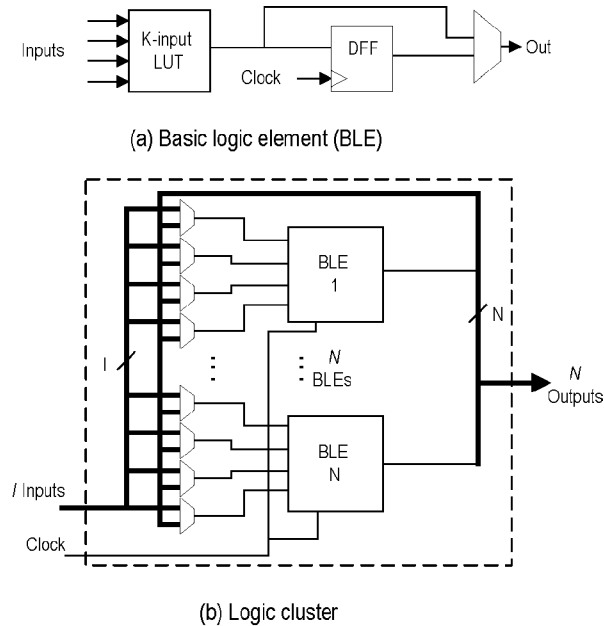 Inputs
K-input
LUT
DFF
Clock
Out
(a) Basic logic element (BLE)
BLE
1
I
N
N
BLEs
N
Outputs
BLE
N
I Inputs
Clock
(b) Logic cluster